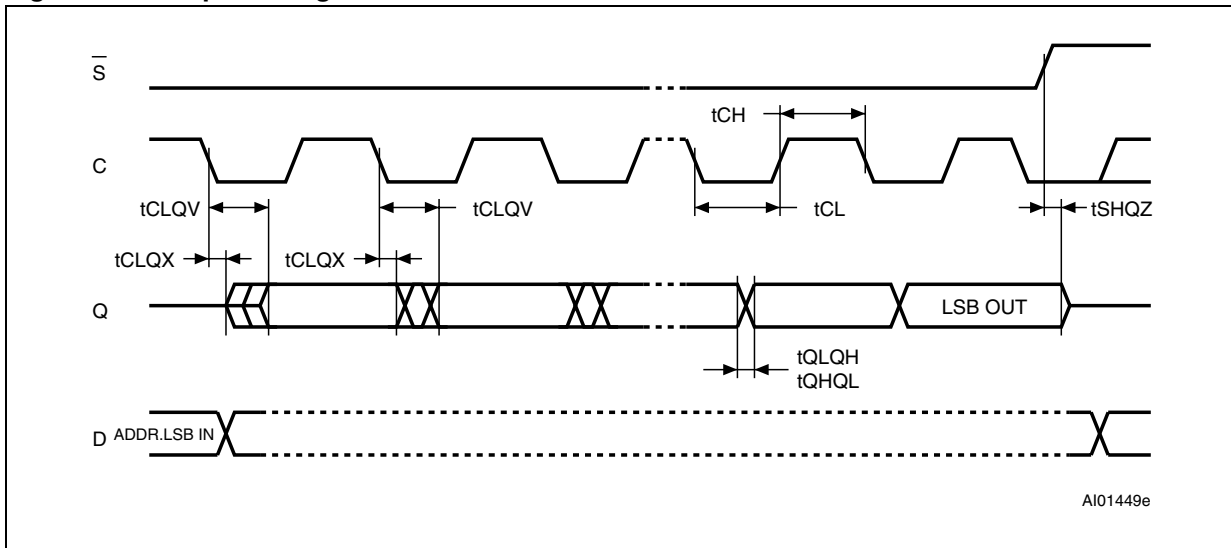 S
tCH
C
tCLQV
tCLQV
tCL
tSHQZ
tCLQX
tCLQX
Q
LSB OUT
tQLQH
tQHQL
D
ADDR.LSB IN
AI01449e